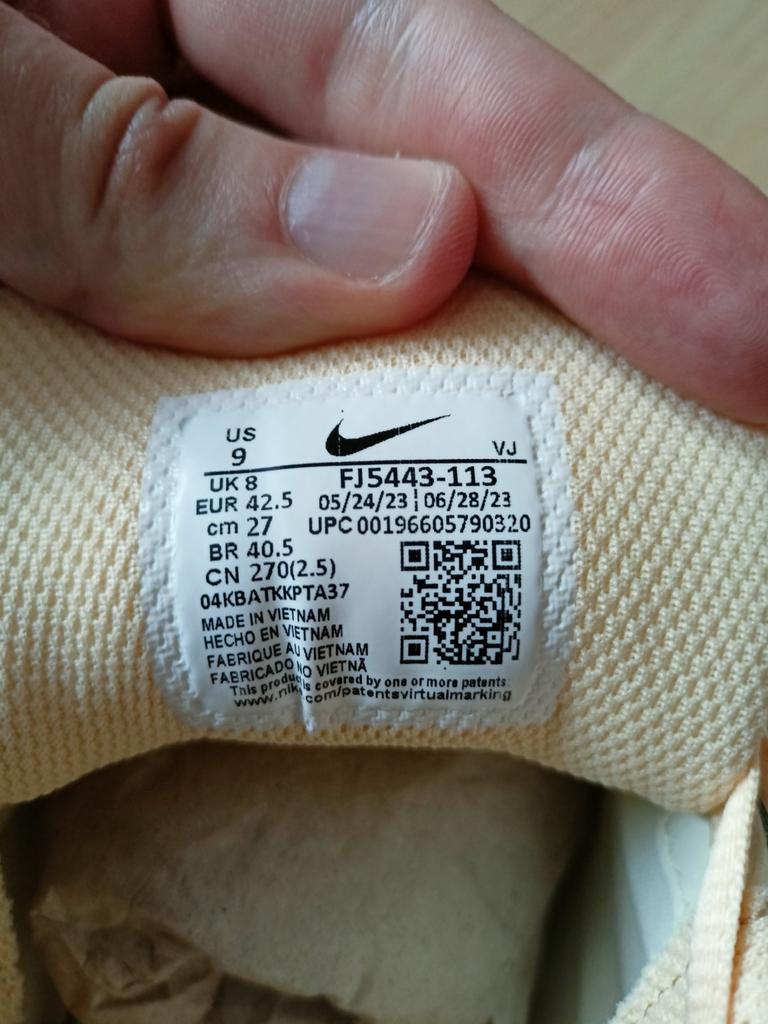 US
9
VJ
UK 8
FJ5443-113
EUR 42.5
05/24/23 | 06/28/23
cm 27
UPC 00196605790320
BR 40.5
CN 270(2.5)
04KBATKKPTA37
MADE IN VIETNAM
HECHO EN VIETNAM
FABRIQUE AU VIETNAM
FABRICADO NO VIETNÃ
This product is covered by one or more patents:
www.nike.com/patentsvirtualmarking